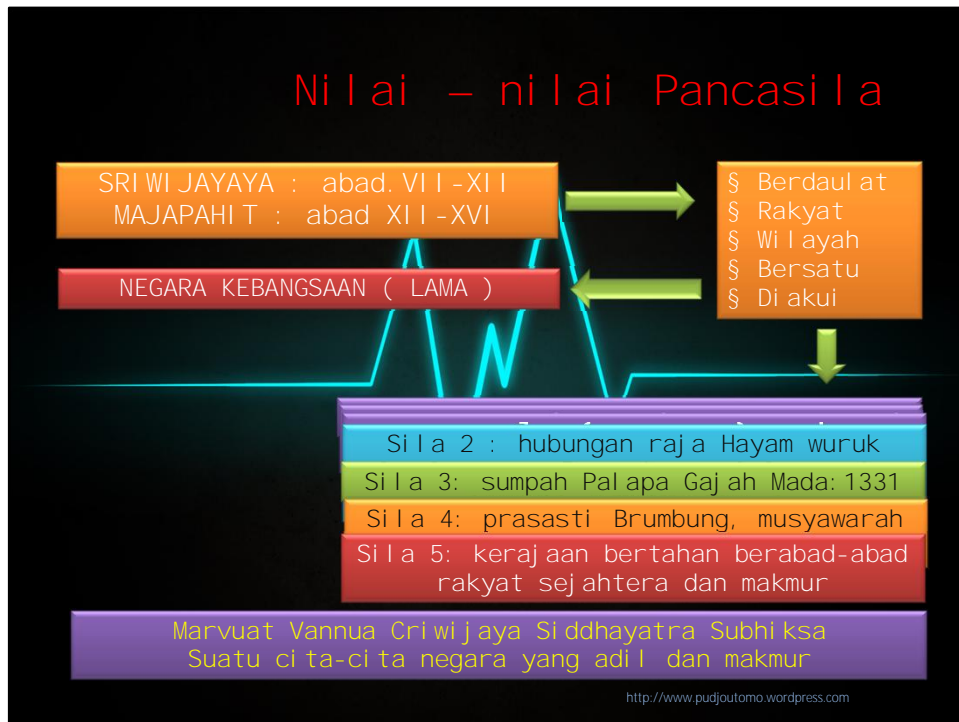 Nilai – nilai Pancasila
SRIWIJAYAYA : abad.VII-XII
MAJAPAHIT : abad XII-XVI
§ Berdaulat
§ Rakyat
§ Wilayah
§ Bersatu
§ Diakui
NEGARA KEBANGSAAN ( LAMA )
Sila 2 : hubungan raja Hayam wuruk
Sila 3: sumpah Palapa Gajah Mada:1331
Sila 4: prasasti Brumbung, musyawarah
Sila 5: kerajaan bertahan berabad-abad
rakyat sejahtera dan makmur
Marvuat Vannua Criwijaya Siddhayatra Subhiksa
Suatu cita-cita negara yang adil dan makmur
http://www.pudjoutomo.wordpress.com